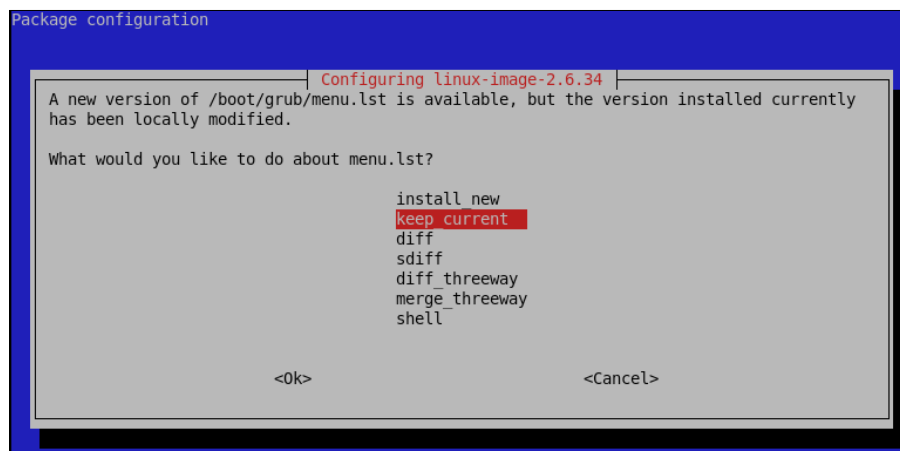 Package configuration
Configuring linux-image-2.6.34
A new version of /boot/grub/menu.lst is available, but the version installed currently
has been locally modified.
What would you like to do about menu.lst?
install_new
keep_current
diff
sdiff
diff_threeway
merge_threeway
shell
<Ok> <Cancel>